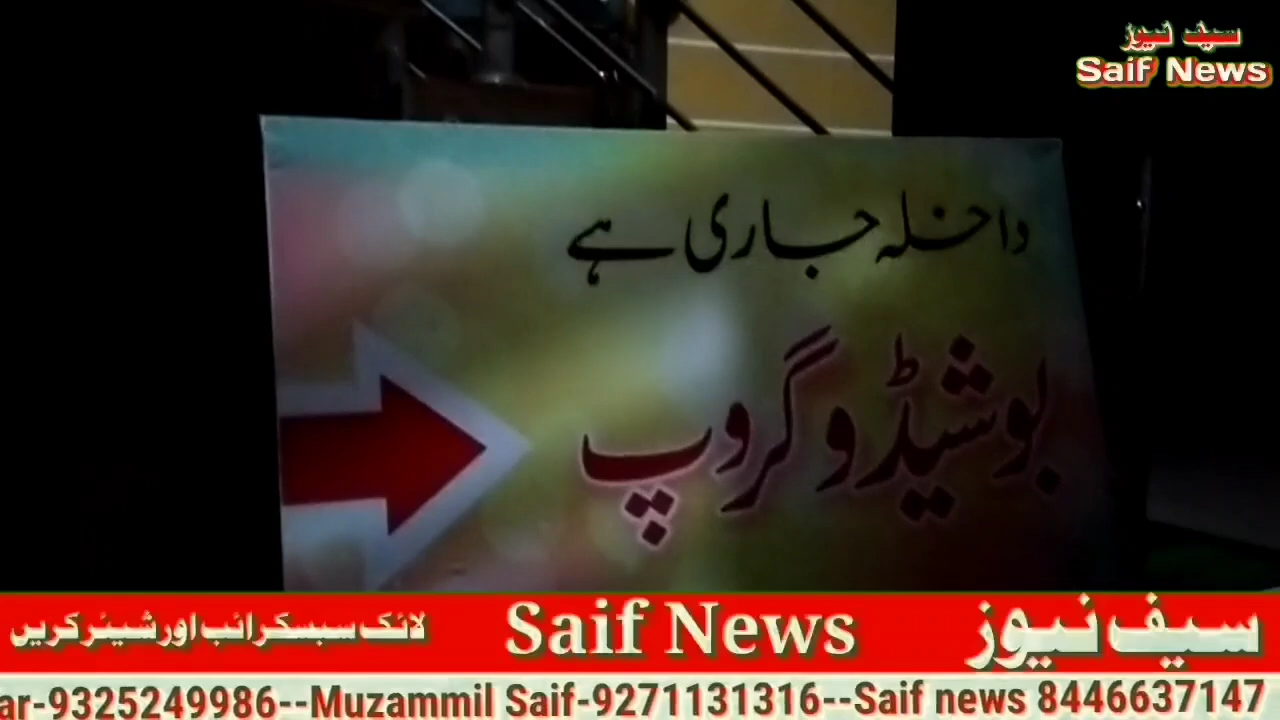 سیف نیوز
Saif News
داخلہ جاری ہے
بوشیڈو گروپ
لائک سبسکرائب اور شیئر کریں Saif News سیف نیوز
ar-9325249986--Muzammil Saif-9271131316--Saif news 8446637147